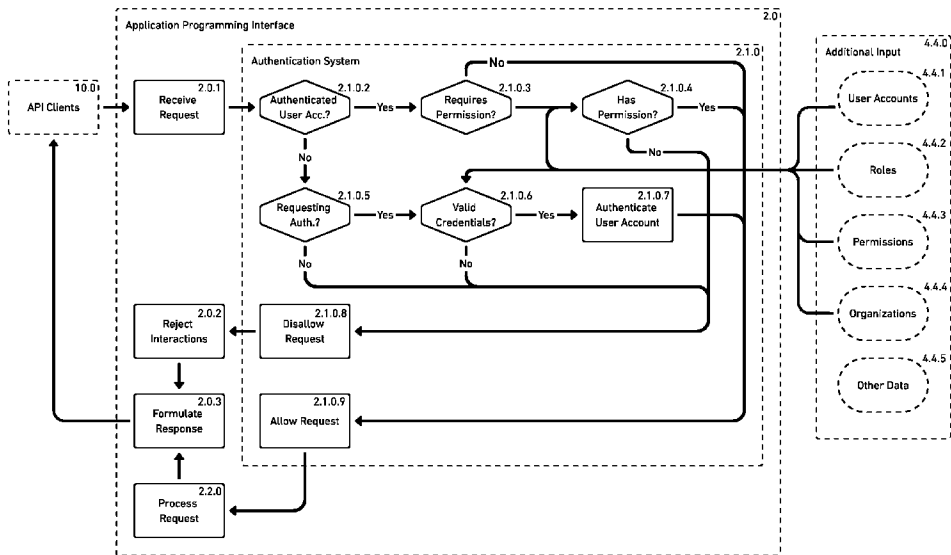 Application Programming Interface
2.0
2.1.0
Authentication System
4.4.0
Additional Input
10.0
API Clients
2.0.1
Receive
Request
2.1.0.2
Authenticated
User Acc.?
Yes
2.1.0.3
Requires
Permission?
No
2.1.0.4
Has
Permission?
Yes
No
No
4.4.1
User Accounts
4.4.2
Roles
2.1.0.5
Requesting
Auth.?
Yes
2.1.0.6
Valid
Credentials?
Yes
2.1.0.7
Authenticate
User Account
4.4.3
Permissions
No
No
4.4.4
Organizations
2.0.2
Reject
Interactions
2.1.0.8
Disallow
Request
4.4.5
Other Data
2.0.3
Formulate
Response
2.1.0.9
Allow Request
2.2.0
Process
Request